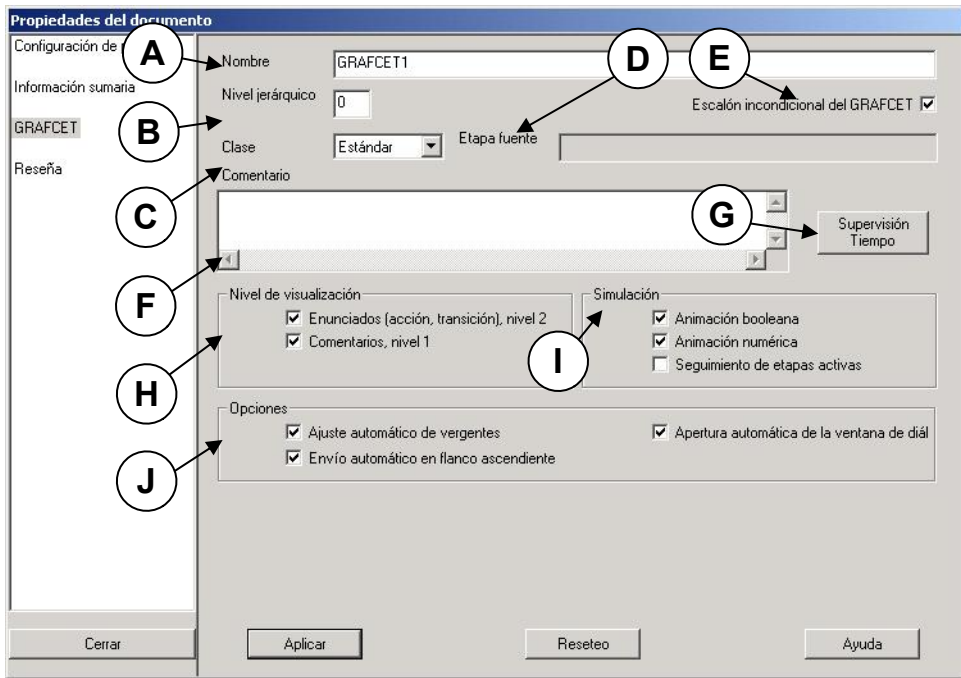 Propiedades del documento
Configuración de
Información sumaria
GRAFCET
Reseña
A
B
C
D
E
F
G
H
I
J
Nombre
GRAFCET1
Nivel jerárquico
0
Escalón incondicional del GRAFCET
Clase
Estándar
Etapa fuente
Comentario
Supervisión
Tiempo
Nivel de visualización
Enunciados (acción, transición), nivel 2
Comentarios, nivel 1
Simulación
Animación booleana
Animación numérica
Seguimiento de etapas activas
Opciones
Ajuste automático de vergentes
Envío automático en flanco ascendiente
Apertura automática de la ventana de diál
Cerrar
Aplicar
Reseteo
Ayuda